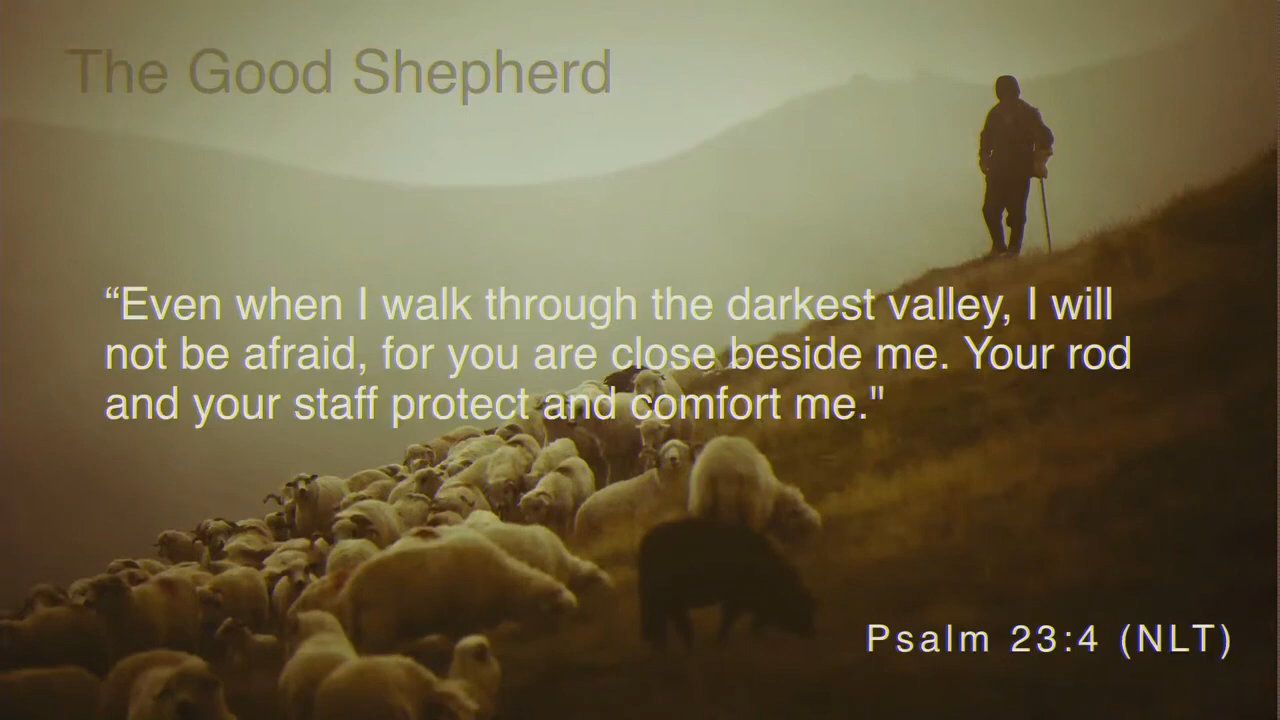 The Good Shepherd
“Even when I walk through the darkest valley, I will
not be afraid, for you are close beside me. Your rod
and your staff protect and comfort me."
Psalm 23:4 (NLT)